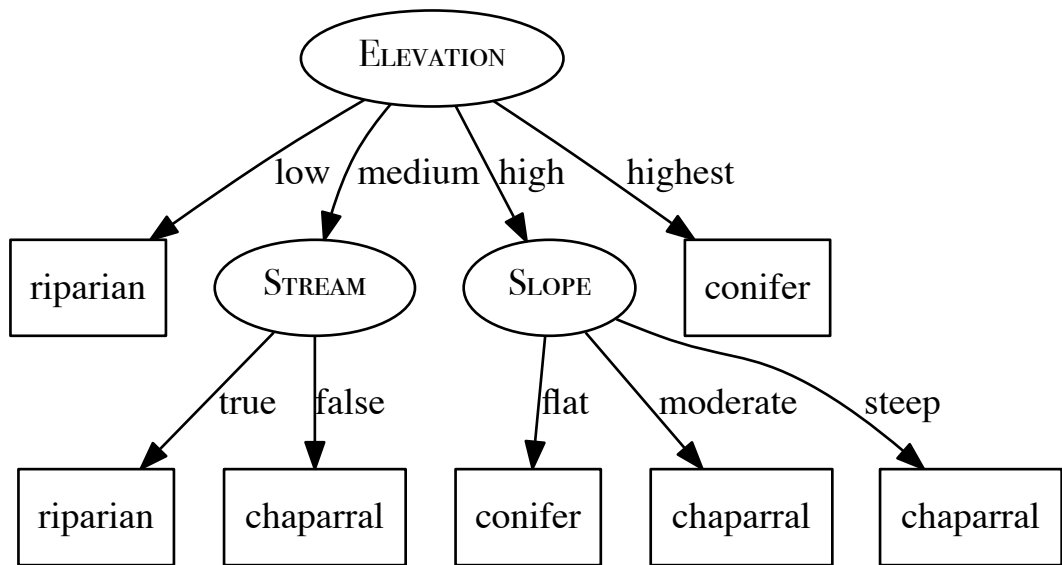 Elevation
low medium high highest
riparian Stream Slope conifer
true false flat moderate steep
riparian chaparral conifer chaparral chaparral